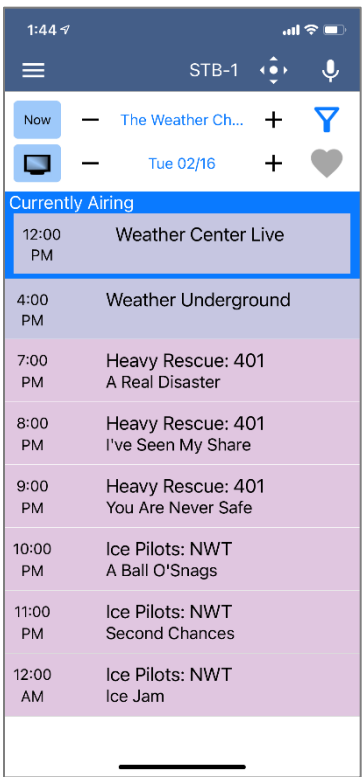 1:44
STB-1
Now
The Weather Ch...
Tue 02/16
Currently Airing
12:00 PM
Weather Center Live
4:00 PM
Weather Underground
7:00 PM
Heavy Rescue: 401
A Real Disaster
8:00 PM
Heavy Rescue: 401
I've Seen My Share
9:00 PM
Heavy Rescue: 401
You Are Never Safe
10:00 PM
Ice Pilots: NWT
A Ball O'Snags
11:00 PM
Ice Pilots: NWT
Second Chances
12:00 AM
Ice Pilots: NWT
Ice Jam